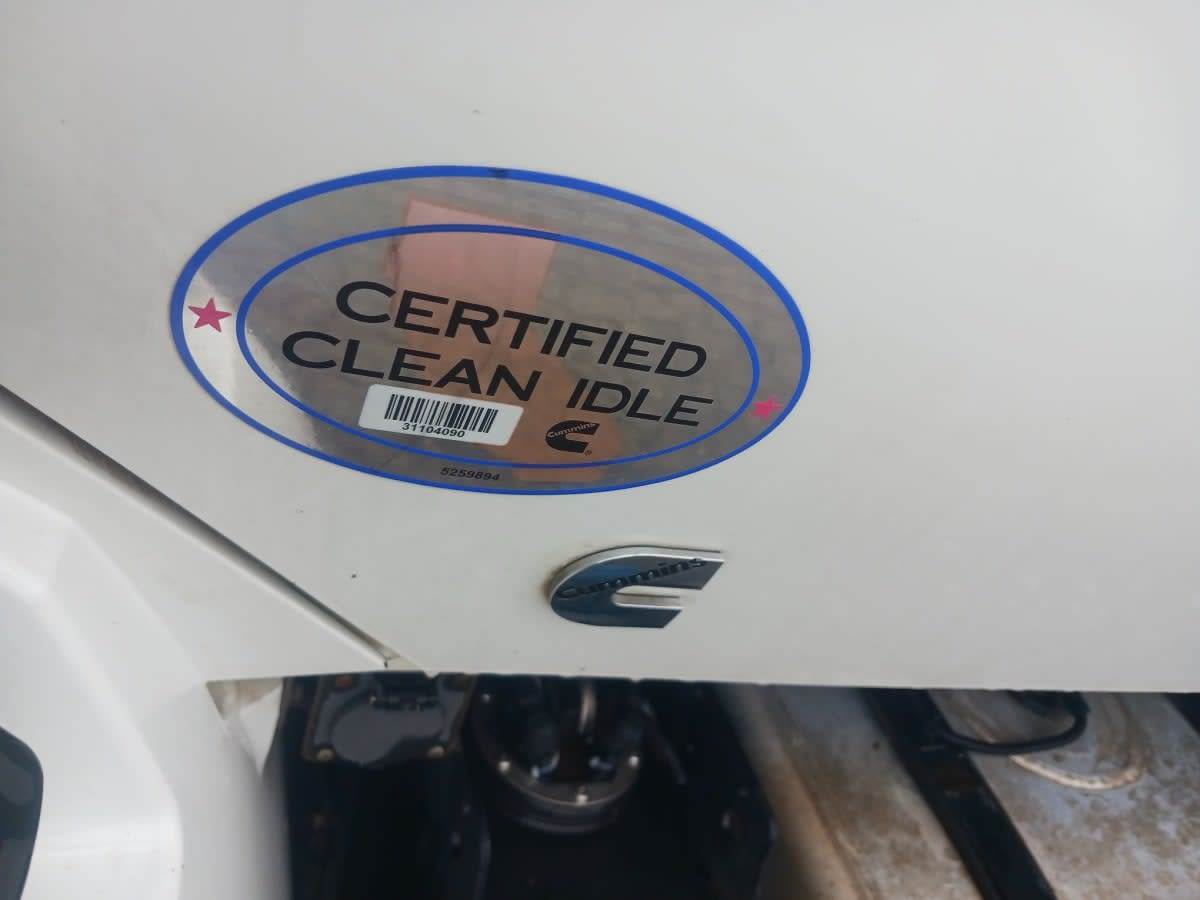 CERTIFIED
CLEAN IDLE
31104090
Cummins
5259894
Cummins